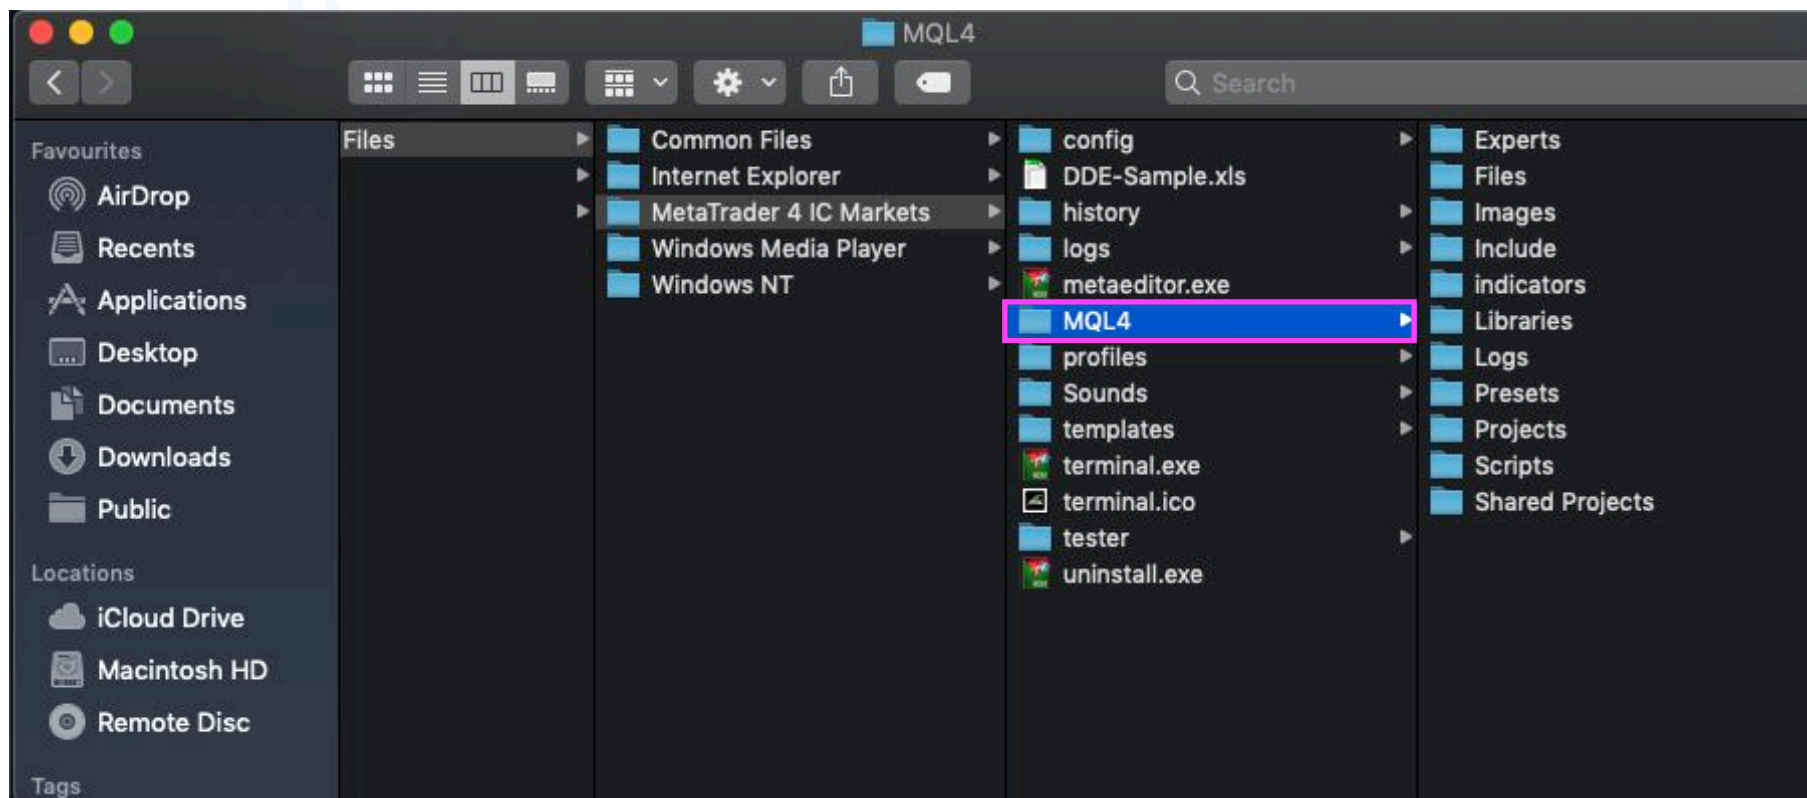 MQL4
Search
Favourites
AirDrop
Recents
Applications
Desktop
Documents
Downloads
Public
Locations
iCloud Drive
Macintosh HD
Remote Disc
Tags
Files
Common Files
Internet Explorer
MetaTrader 4 IC Markets
Windows Media Player
Windows NT
config
DDE-Sample.xls
history
logs
metaeditor.exe
MQL4
profiles
Sounds
templates
terminal.exe
terminal.ico
tester
uninstall.exe
Experts
Files
Images
Include
indicators
Libraries
Logs
Presets
Projects
Scripts
Shared Projects